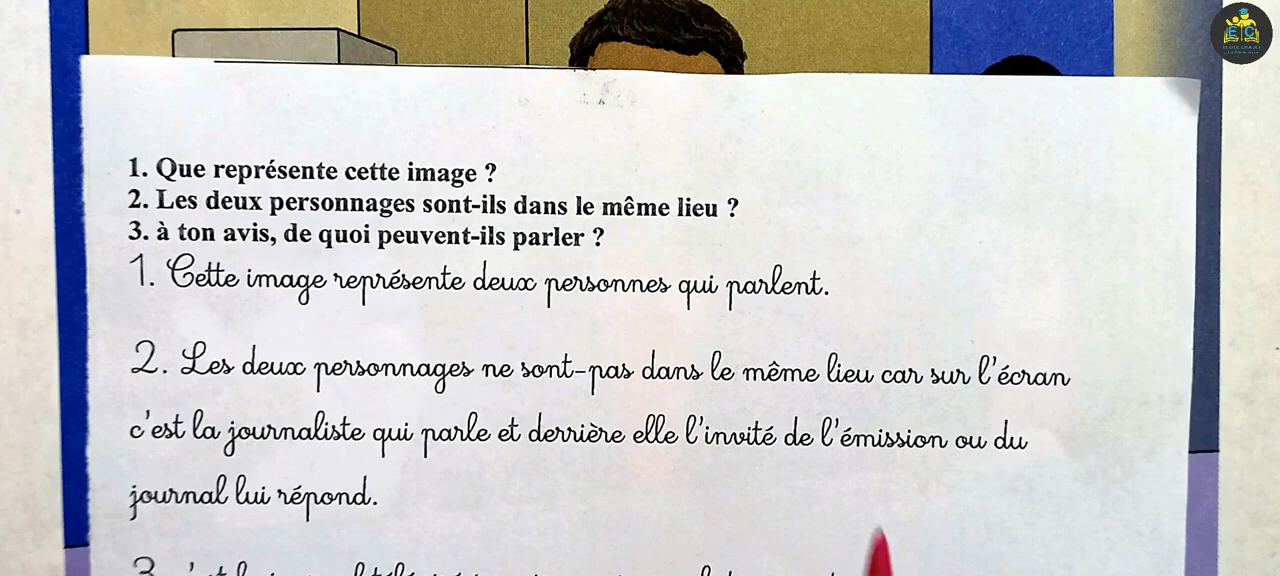 1. Que représente cette image ?
2. Les deux personnages sont-ils dans le même lieu ?
3. à ton avis, de quoi peuvent-ils parler ?
1. Cette image représente deux personnes qui parlent.
2. Les deux personnages ne sont-pas dans le même lieu car sur l'écran
c'est la journaliste qui parle et derrière elle l'invité de l'émission ou du
journal lui répond.
3
EC